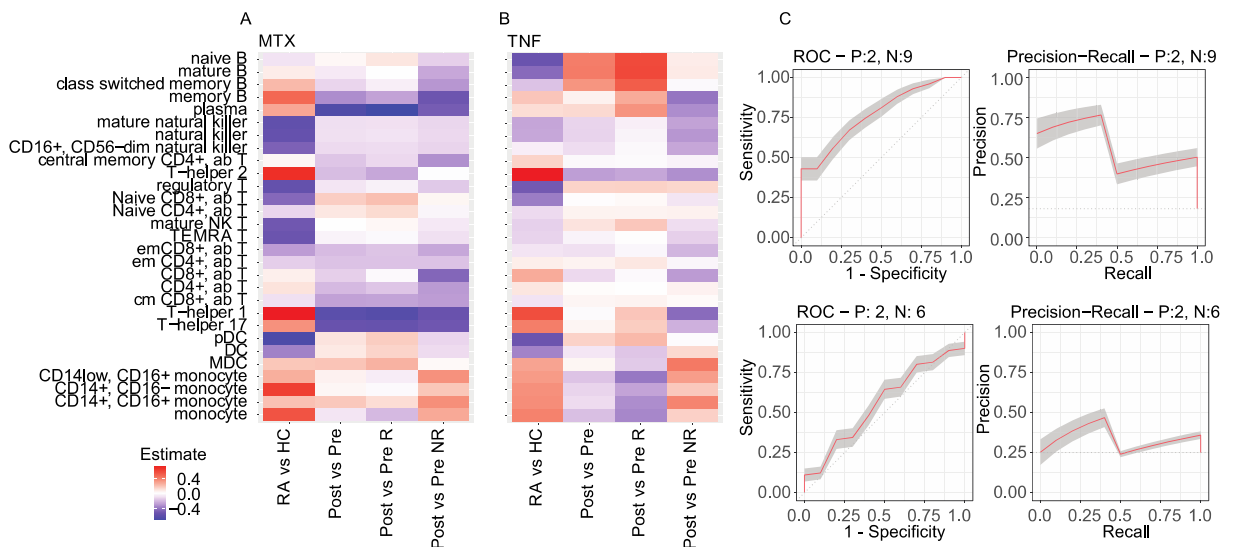 A
B
C
MTX
TNF
naive B
mature B
class switched memory B
memory B
plasma
mature natural killer
natural killer
CD16+, CD56−dim natural killer
central memory CD4+, ab T
T−helper 2
regulatory T
Naive CD8+, ab T
Naive CD4+, ab T
mature NK T
TEMRA T
emCD8+, ab T
em CD4+, ab T
CD8+, ab T
CD4+, ab T
cm CD8+, ab T
T−helper 1
T−helper 17
pDC
DC
MDC
CD14low, CD16+ monocyte
CD14+, CD16− monocyte
CD14+, CD16+ monocyte
monocyte
RA vs HC
Post vs Pre
Post vs Pre R
Post vs Pre NR
RA vs HC
Post vs Pre
Post vs Pre R
Post vs Pre NR
Estimate
0.4
0.0
−0.4
ROC − P:2, N:9
Sensitivity
1.00
0.75
0.50
0.25
0.00
0.0 0.25 0.50 0.75 1.0
1 - Specificity
Precision−Recall − P:2, N:9
Precision
1.00
0.75
0.50
0.25
0.00
0.0 0.25 0.50 0.75 1.0
Recall
ROC − P: 2, N: 6
Sensitivity
1.00
0.75
0.50
0.25
0.00
0.0 0.25 0.50 0.75 1.0
1 - Specificity
Precision−Recall − P:2, N:6
Precision
1.00
0.75
0.50
0.25
0.00
0.0 0.25 0.50 0.75 1.0
Recall